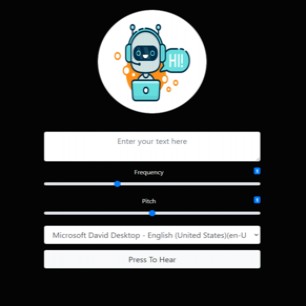 HI!
Enter your text here
Frequency
Pitch
Microsoft David Desktop - English (United States)(en-U
Press To Hear